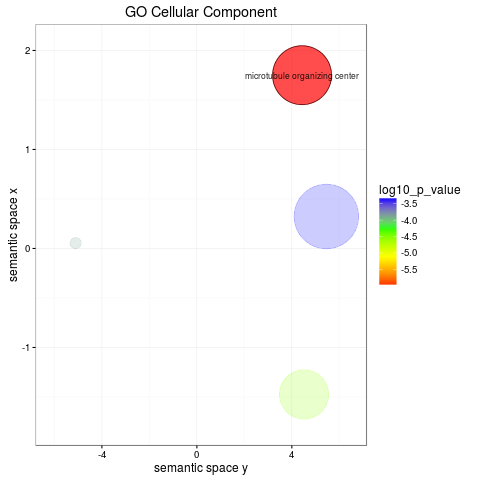 GO Cellular Component
2
1
0
-1
semantic space x
microtubule organizing center
-4
0
4
semantic space y
log10_p_value
-3.5
-4.0
-4.5
-5.0
-5.5